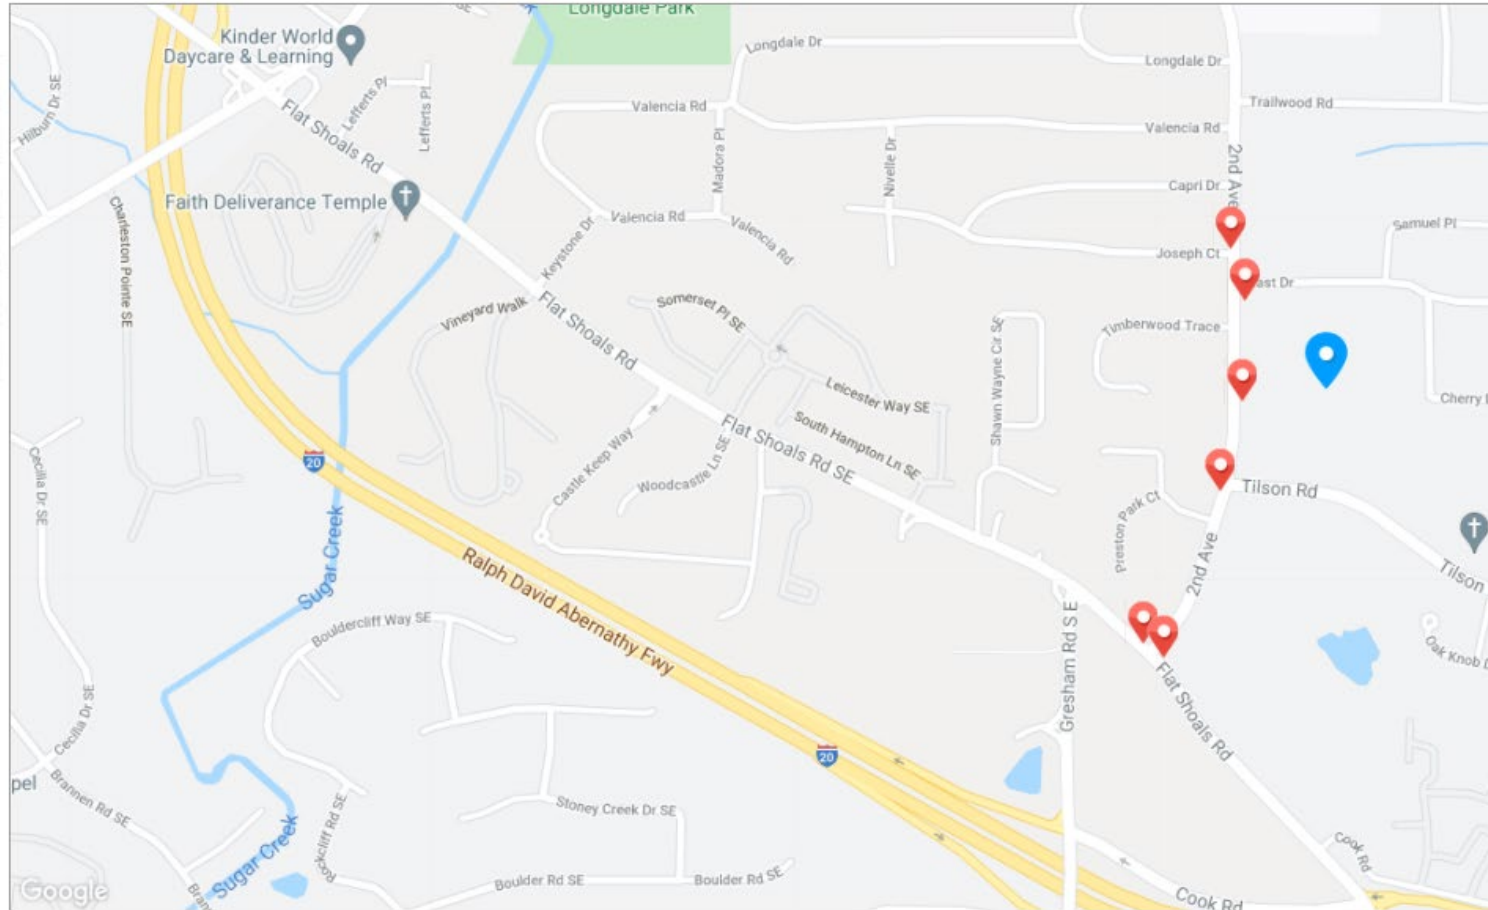 Longdale Park
Kinder World
Daycare & Learning
Longdale Dr
Longdale Dr
Hilburn Dr SE
Lefferts Pl
Lefferts Pl
Valencia Rd
Trailwood Rd
Flat Shoals Rd
Valencia Rd
Madora Pl
Nivelle Dr
2nd Ave
Capri Dr
Faith Deliverance Temple
Valencia Rd
Valencia Rd
Samuel Pl
Charleston Pointe SE
Keystone Dr
Joseph Ct
ast Dr
Vineyard Walk
Somerset Pl SE
Flat Shoals Rd
Timberwood Trace
Shawn Wayne Cir SE
Leicester Way SE
Cherry
South Hampton Ln SE
Flat Shoals Rd SE
Castle Keep Way
Woodcastle Ln SE
20
Cecilia Dr SE
Tilson Rd
Preston Park Ct
Sugar Creek
2nd Ave
Tilson
Ralph David Abernathy Fwy
Bouldercliff Way SE
Gresham Rd S E
Oak Knob
Flat Shoals Rd
Cecilia Dr SE
20
pel
Brannen Rd SE
Rockcliff Rd SE
Stoney Creek Dr SE
Sugar Creek
Cook Rd
Boulder Rd SE
Boulder Rd SE
Cook Rd
Google